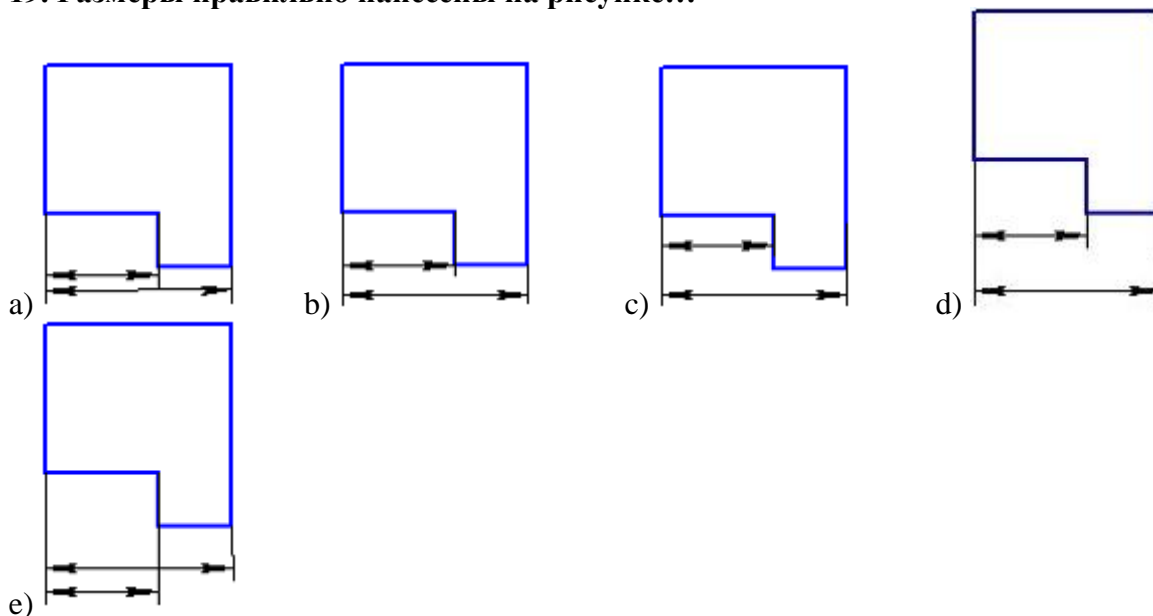 19. Размеры правильно нанесены на рисунке…
a) b) c) d)
e)